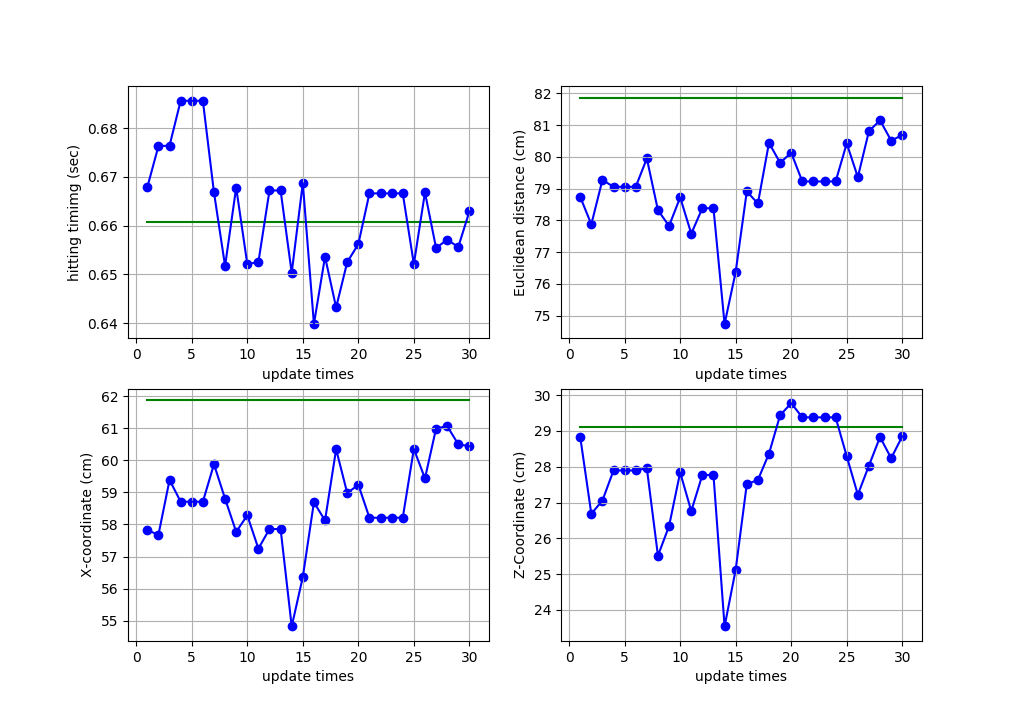 hitting timimg (sec)
0.68
0.67
0.66
0.65
0.64
0 5 10 15 20 25 30
update times
Euclidean distance (cm)
82
81
80
79
78
77
76
75
0 5 10 15 20 25 30
update times
X-coordinate (cm)
62
61
60
59
58
57
56
55
0 5 10 15 20 25 30
update times
Z-Coordinate (cm)
30
29
28
27
26
25
24
0 5 10 15 20 25 30
update times